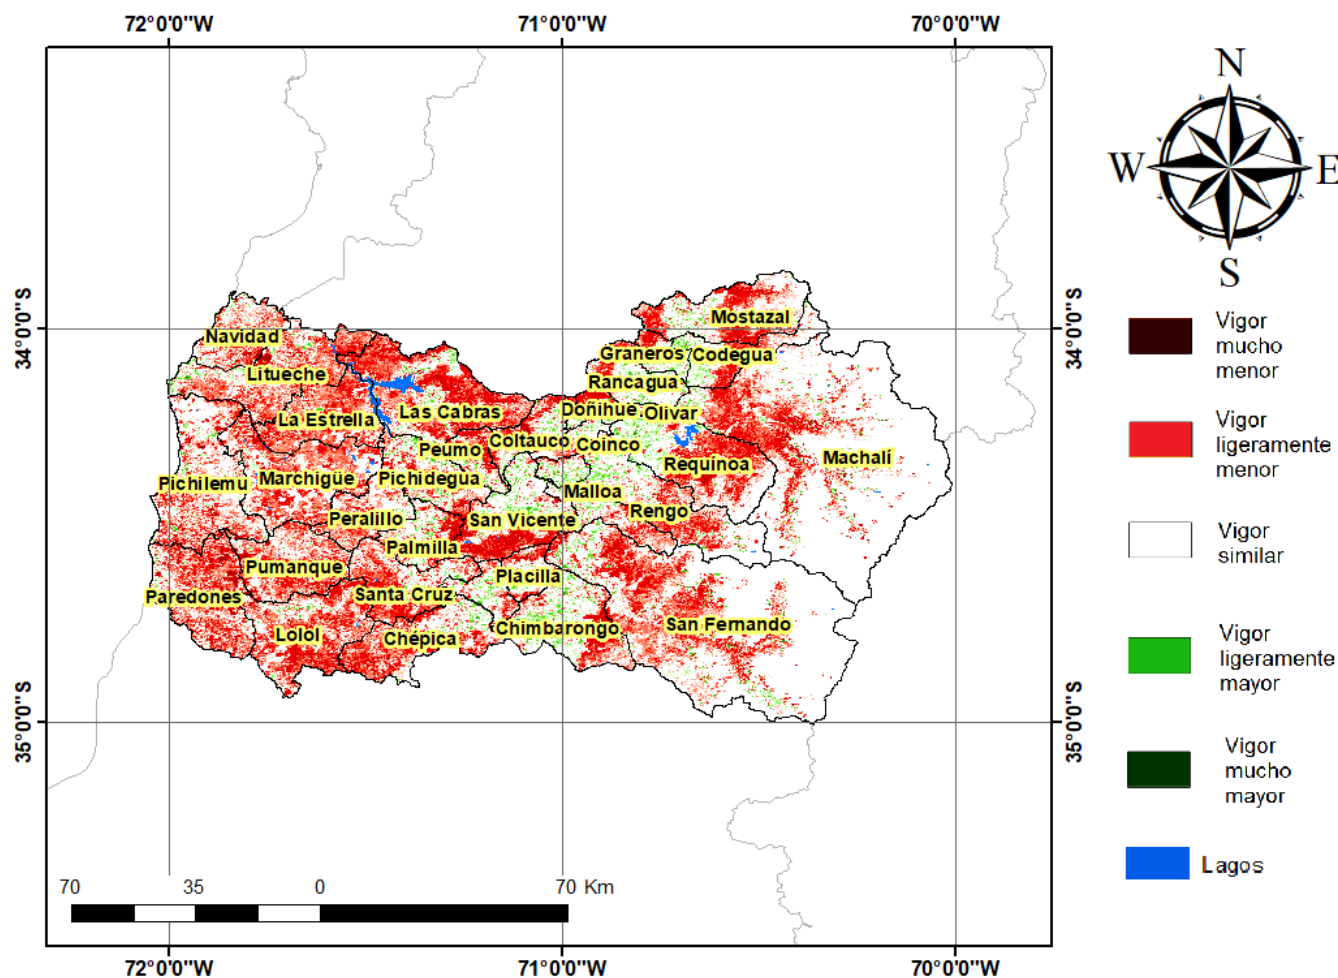 72°0'0"W 71°0'0"W 70°0'0"W
N
W E
S
34°0'0"S 34°0'0"S
35°0'0"S 35°0'0"S
Mostazal
Navidad
Graneros Codegua
Litueche
Rancagua
La Estrella Las Cabras Doñihue Olivar
Coltauco Coinco
Peumo
Requinoa Machalí
Pichilemu Marchigüe Pichidegua
Malloa
Rengo
Peralillo San Vicente
Palmilla
Pumanque Placilla
Paredones Santa Cruz
Lolol Chépica Chimbarongo San Fernando
Vigor
mucho
menor
Vigor
ligeramente
menor
Vigor
similar
Vigor
ligeramente
mayor
Vigor
mucho
mayor
Lagos
70 35 0 70 Km
72°0'0"W 71°0'0"W 70°0'0"W